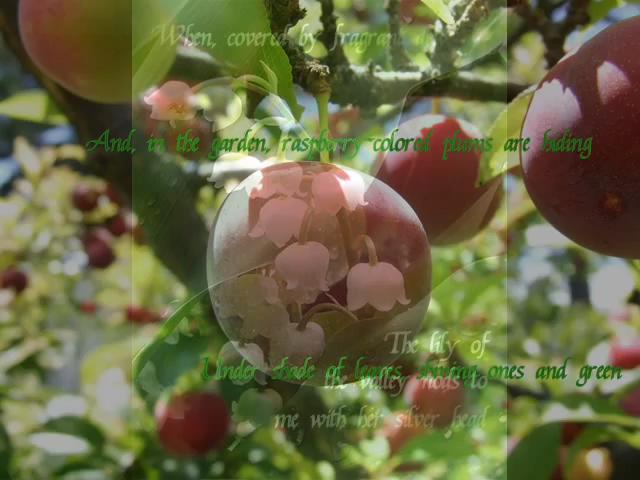 When, covered by fragrant
And, in the garden, raspberry-colored plums are hiding
The lily of
Under shade of leaves, shining ones and green
the valley nods to
me with her silver head